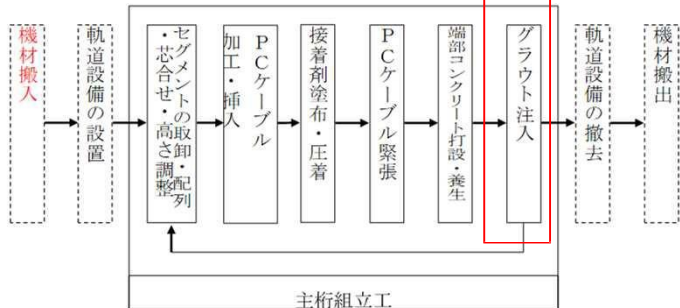 機材搬入
軌道設備の設置
セグメントの取卸・配列
・芯合せ・高さ調整
PCケーブル
加工・挿入
接着剤塗布・圧着
PCケーブル緊張
端部コンクリート打設・養生
グラウト注入
軌道設備の撤去
機材搬出
主桁組立工